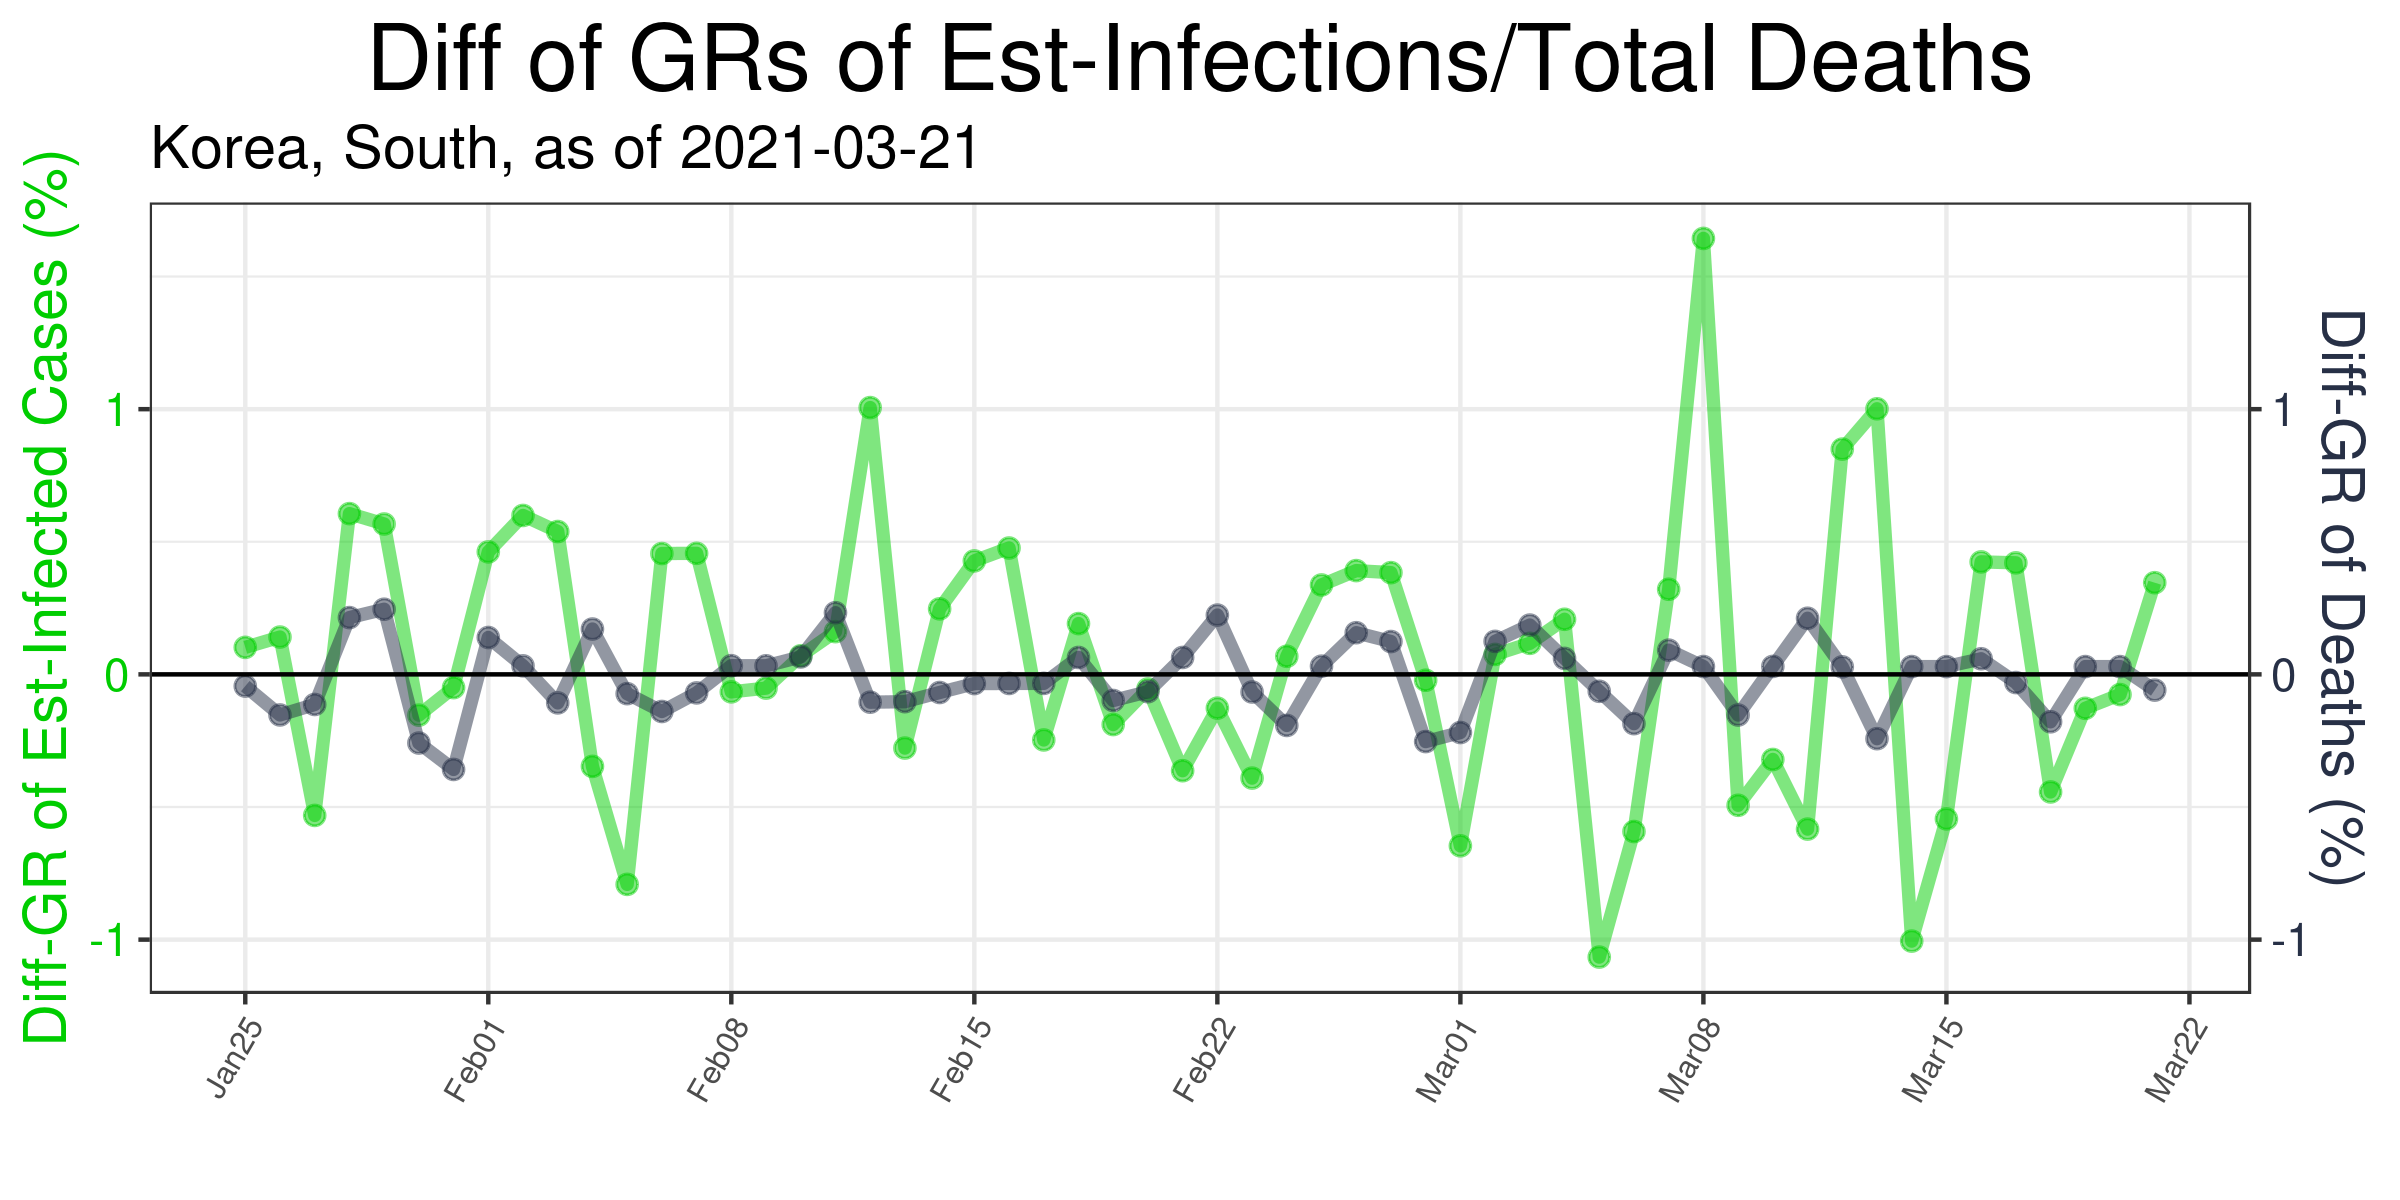 Diff of GRs of Est-Infections/Total Deaths
Korea, South, as of 2021-03-21
Diff-GR of Est-Infected Cases (%)
1
0
-1
1
0
-1
Diff-GR of Deaths (%)
Jan25
Feb01
Feb08
Feb15
Feb22
Mar01
Mar08
Mar15
Mar22